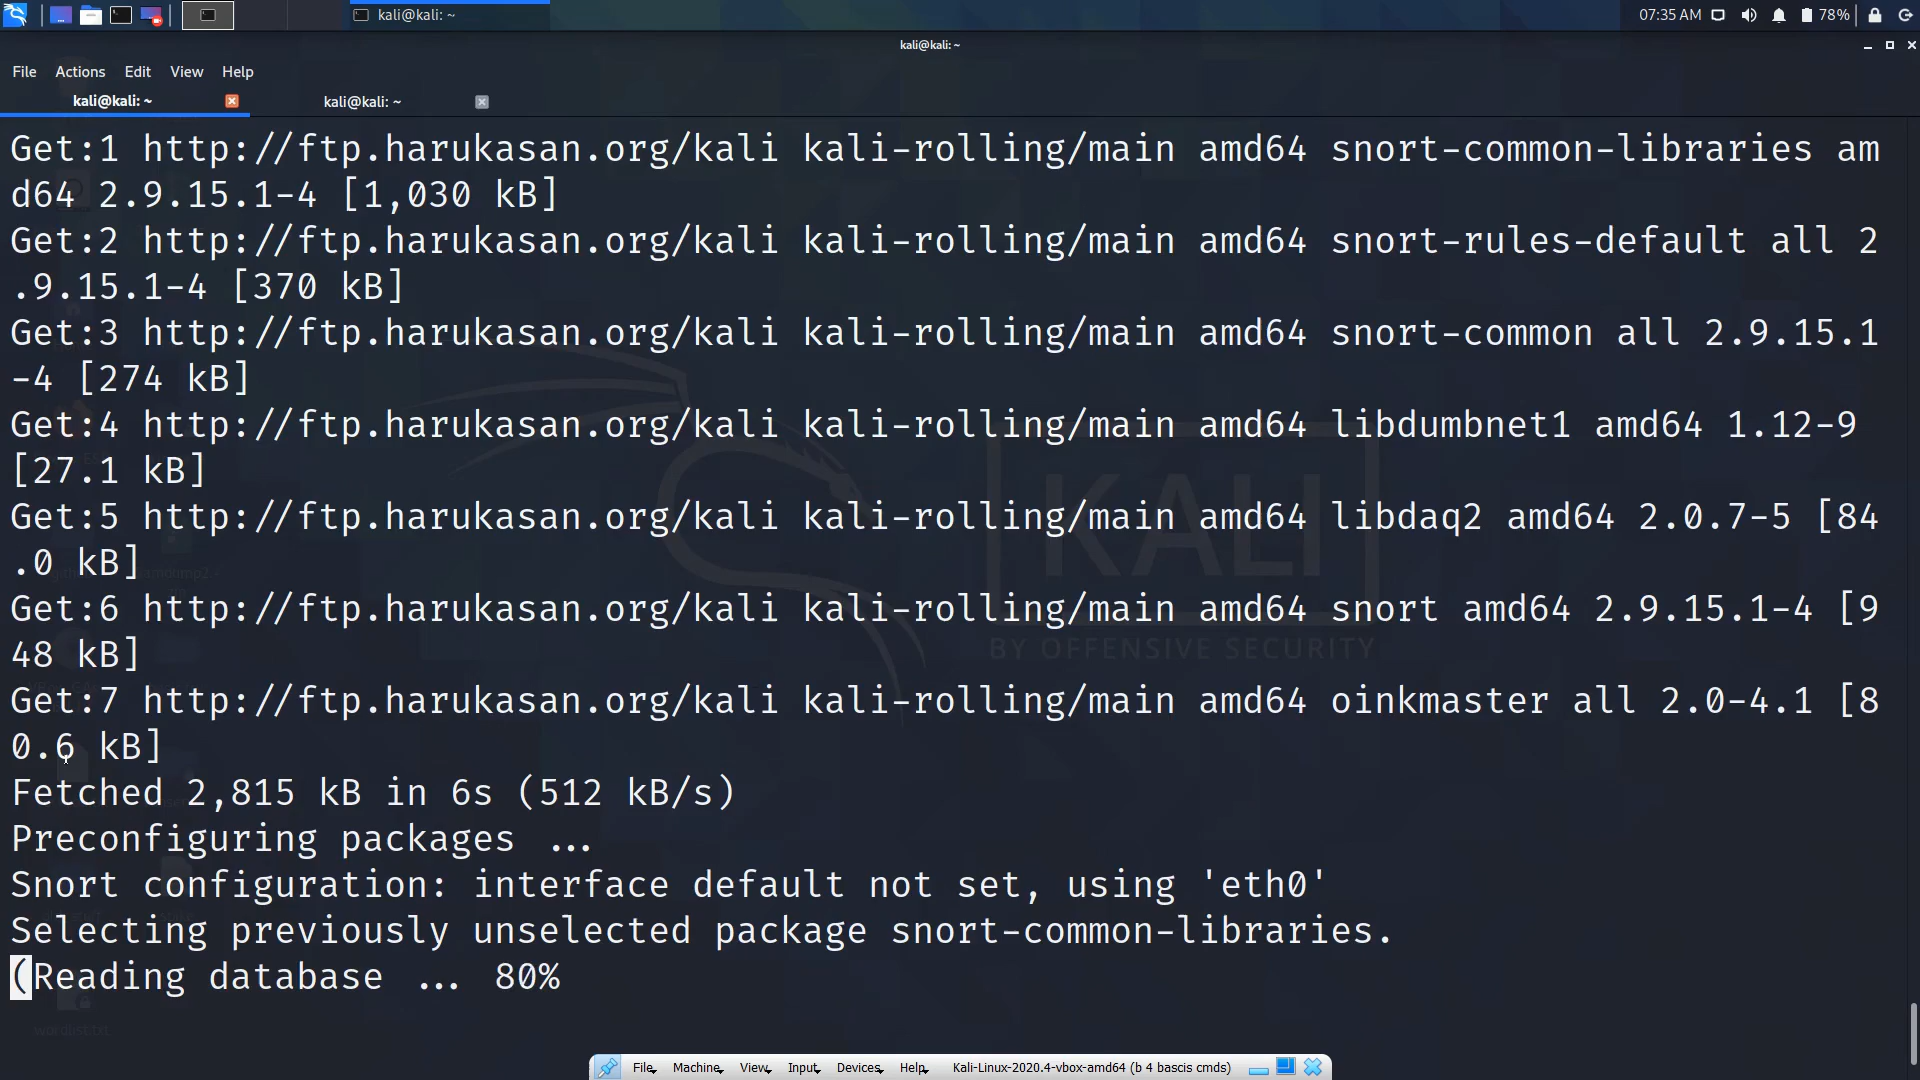 kali@kali: ~
07:35 AM
78%
kali@kali: ~
File Actions Edit View Help
kali@kali: ~
kali@kali: ~
Get:1 http://ftp.harukasan.org/kali kali-rolling/main amd64 snort-common-libraries am
d64 2.9.15.1-4 [1,030 kB]
Get:2 http://ftp.harukasan.org/kali kali-rolling/main amd64 snort-rules-default all 2
.9.15.1-4 [370 kB]
Get:3 http://ftp.harukasan.org/kali kali-rolling/main amd64 snort-common all 2.9.15.1
-4 [274 kB]
Get:4 http://ftp.harukasan.org/kali kali-rolling/main amd64 libdumbnet1 amd64 1.12-9
[27.1 kB]
Get:5 http://ftp.harukasan.org/kali kali-rolling/main amd64 libdaq2 amd64 2.0.7-5 [84
.0 kB]
Get:6 http://ftp.harukasan.org/kali kali-rolling/main amd64 snort amd64 2.9.15.1-4 [9
48 kB]
Get:7 http://ftp.harukasan.org/kali kali-rolling/main amd64 oinkmaster all 2.0-4.1 [8
0.6 kB]
Fetched 2,815 kB in 6s (512 kB/s)
Preconfiguring packages ...
Snort configuration: interface default not set, using 'eth0'
Selecting previously unselected package snort-common-libraries.
(Reading database ... 80%
KALI
BY OFFENSIVE SECURITY
wordlist.txt
File Machine View Input Devices Help Kali-Linux-2020.4-vbox-amd64 (b 4 bascis cmds)